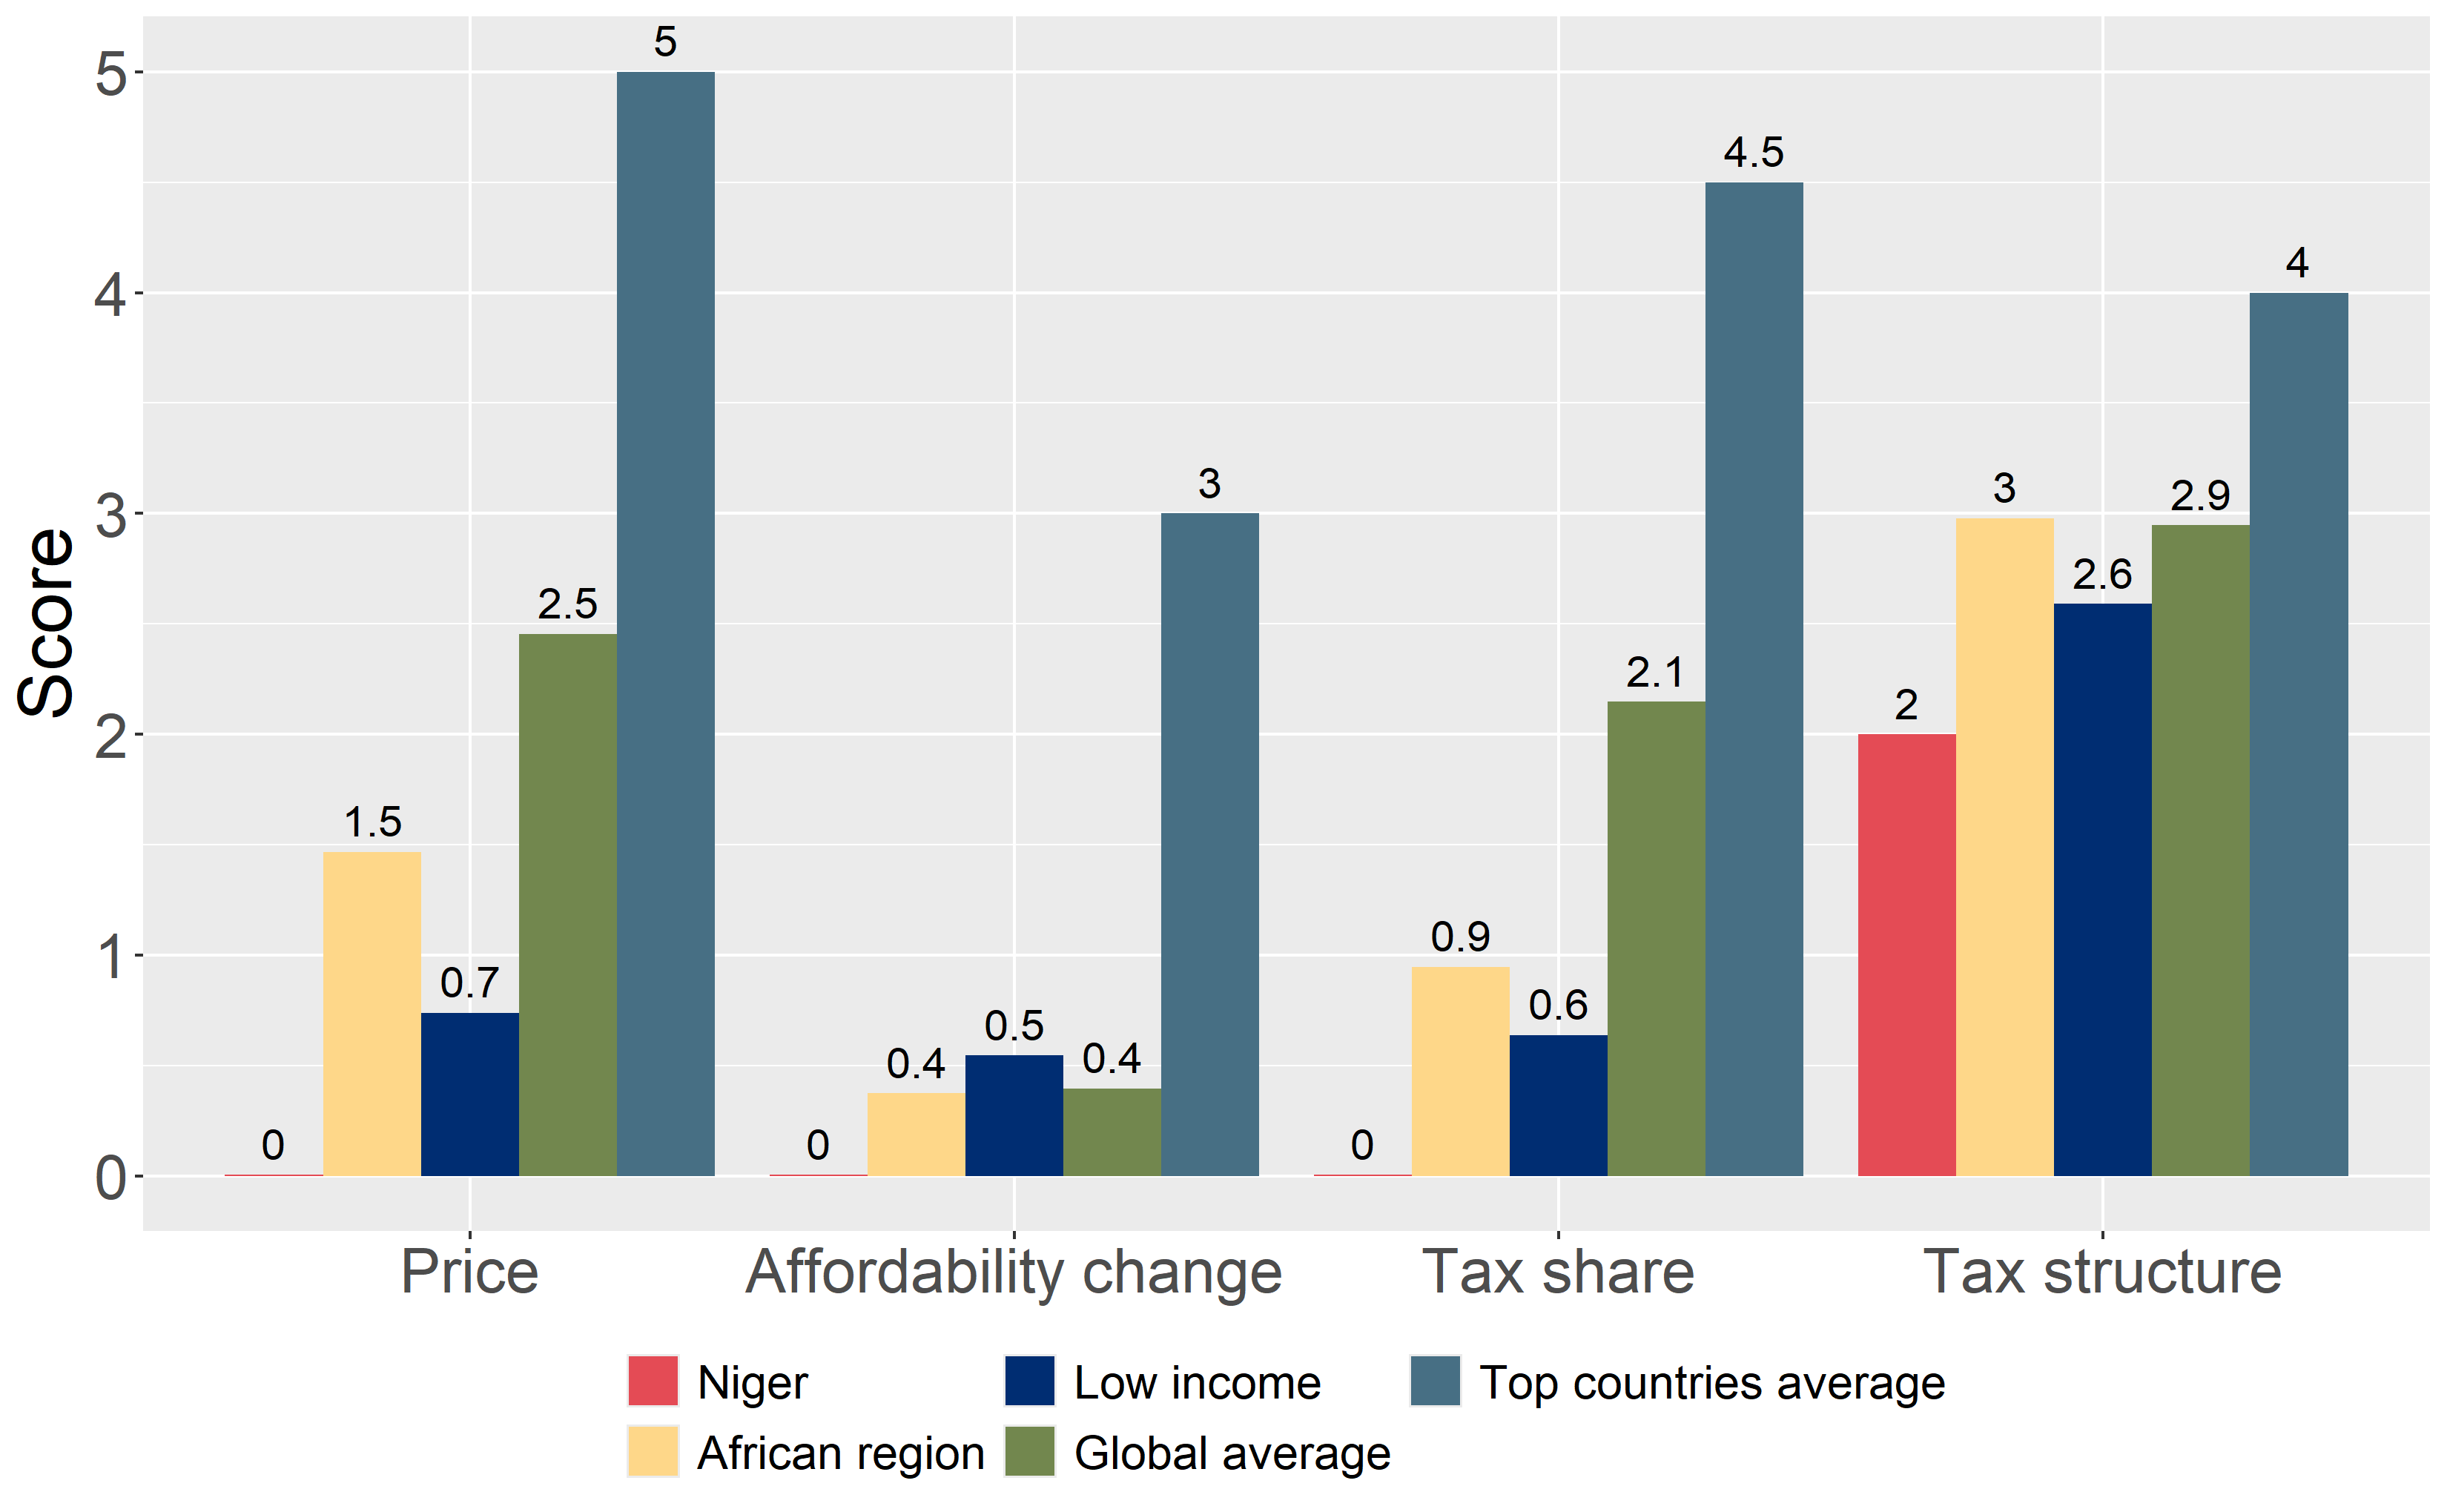 Score
5
4
3
2
1
0
0
1.5
0.7
2.5
5
0
0.4
0.5
0.4
3
0
0.9
0.6
2.1
4.5
2
3
2.6
2.9
4
Price
Affordability change
Tax share
Tax structure
Niger
Low income
Top countries average
African region
Global average